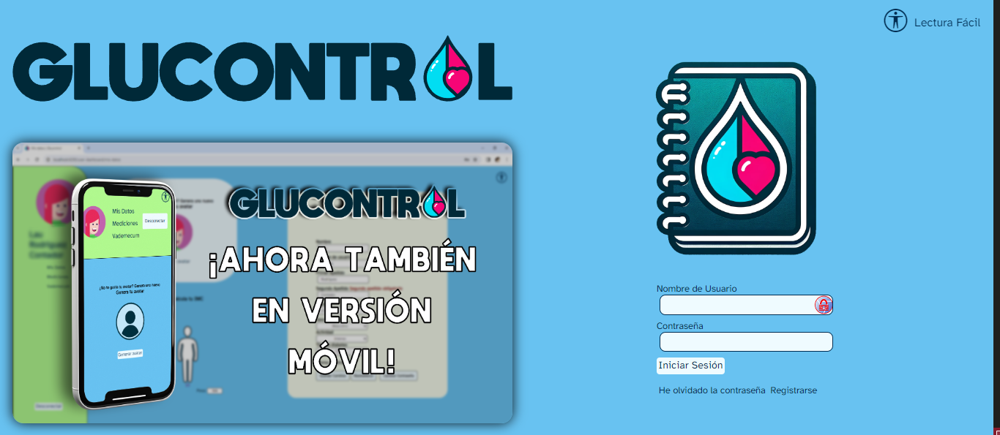 Lectura Fácil
GLUCONTROL
Mis Datos
Mediciones
Desconectar
Vademecum
¿No te gusta tu avatar? Genera uno nuevo
Genera tu avatar
Generar avatar
GLUCONTROL
¡AHORA TAMBIÉN
EN VERSIÓN
MÓVIL!
Nombre de Usuario
Contraseña
Iniciar Sesión
He olvidado la contraseña Registrarse